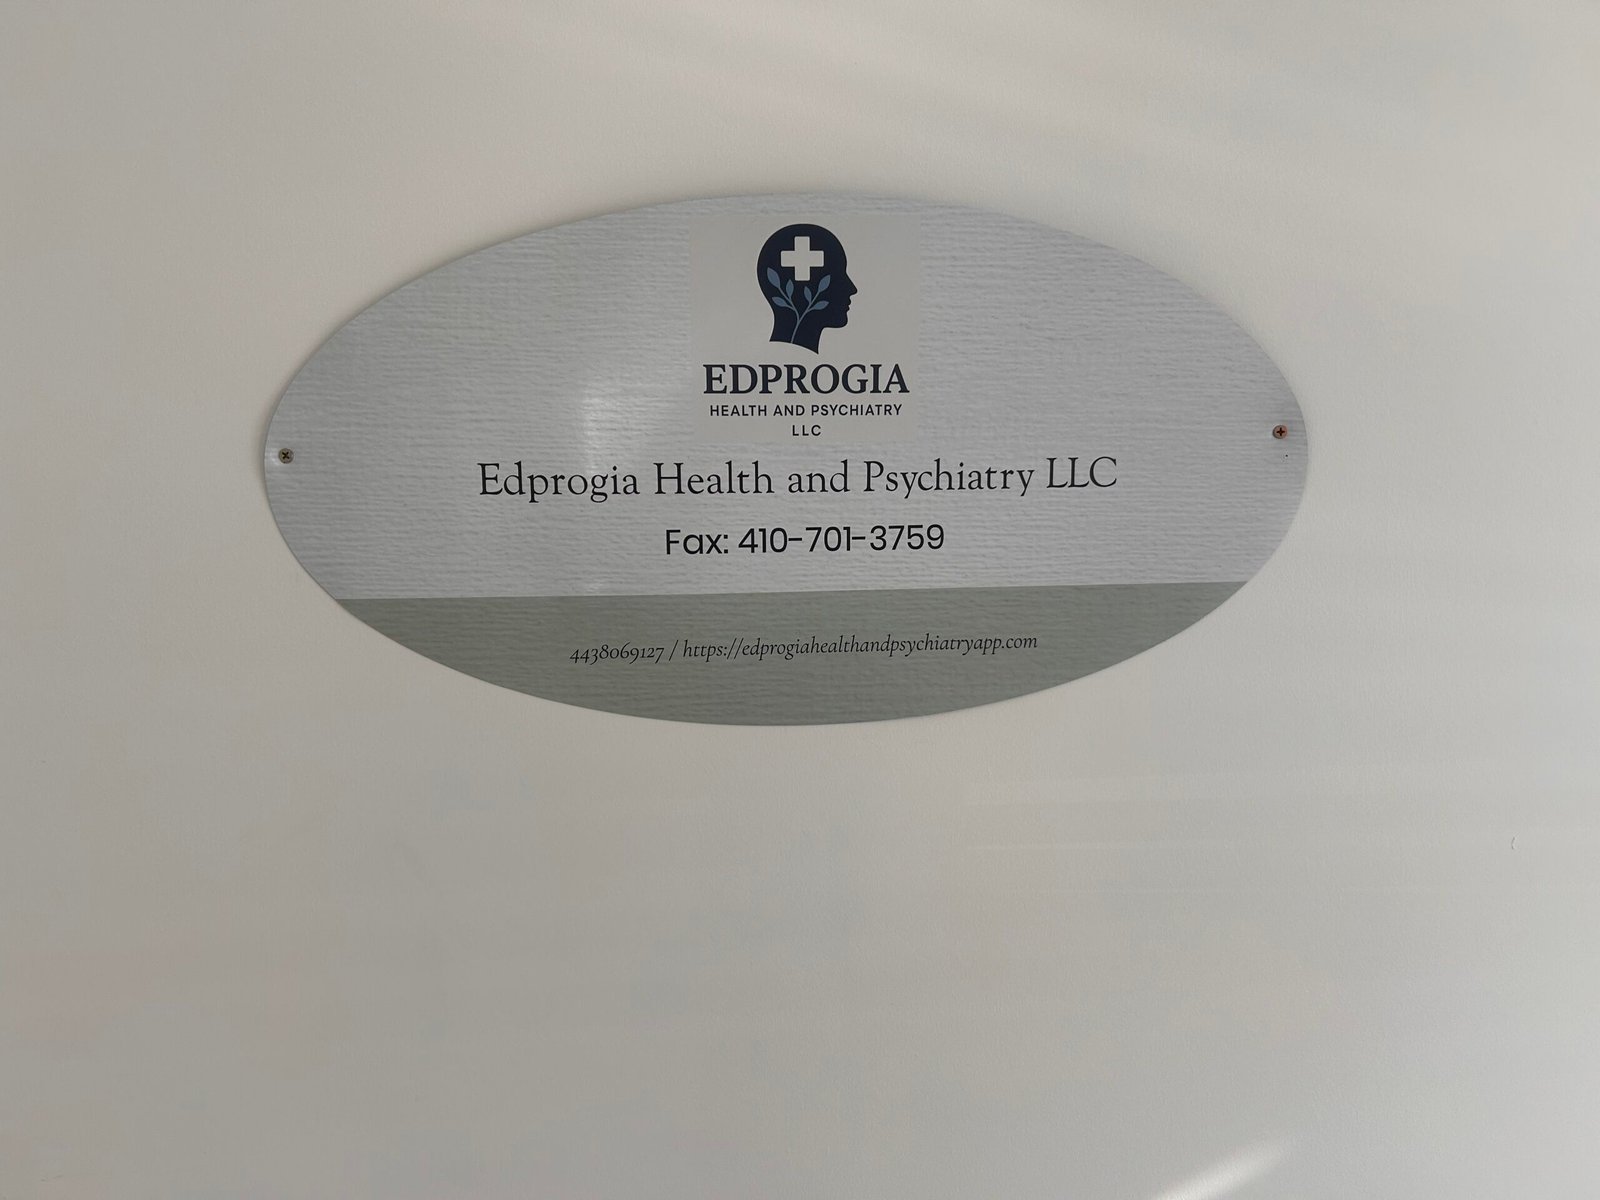 EDPROGIA
HEALTH AND PSYCHIATRY
LLC
Edprogia Health and Psychiatry LLC
Fax: 410-701-3759
4438069127 / https://edprogiahealthandpsychiatryapp.com